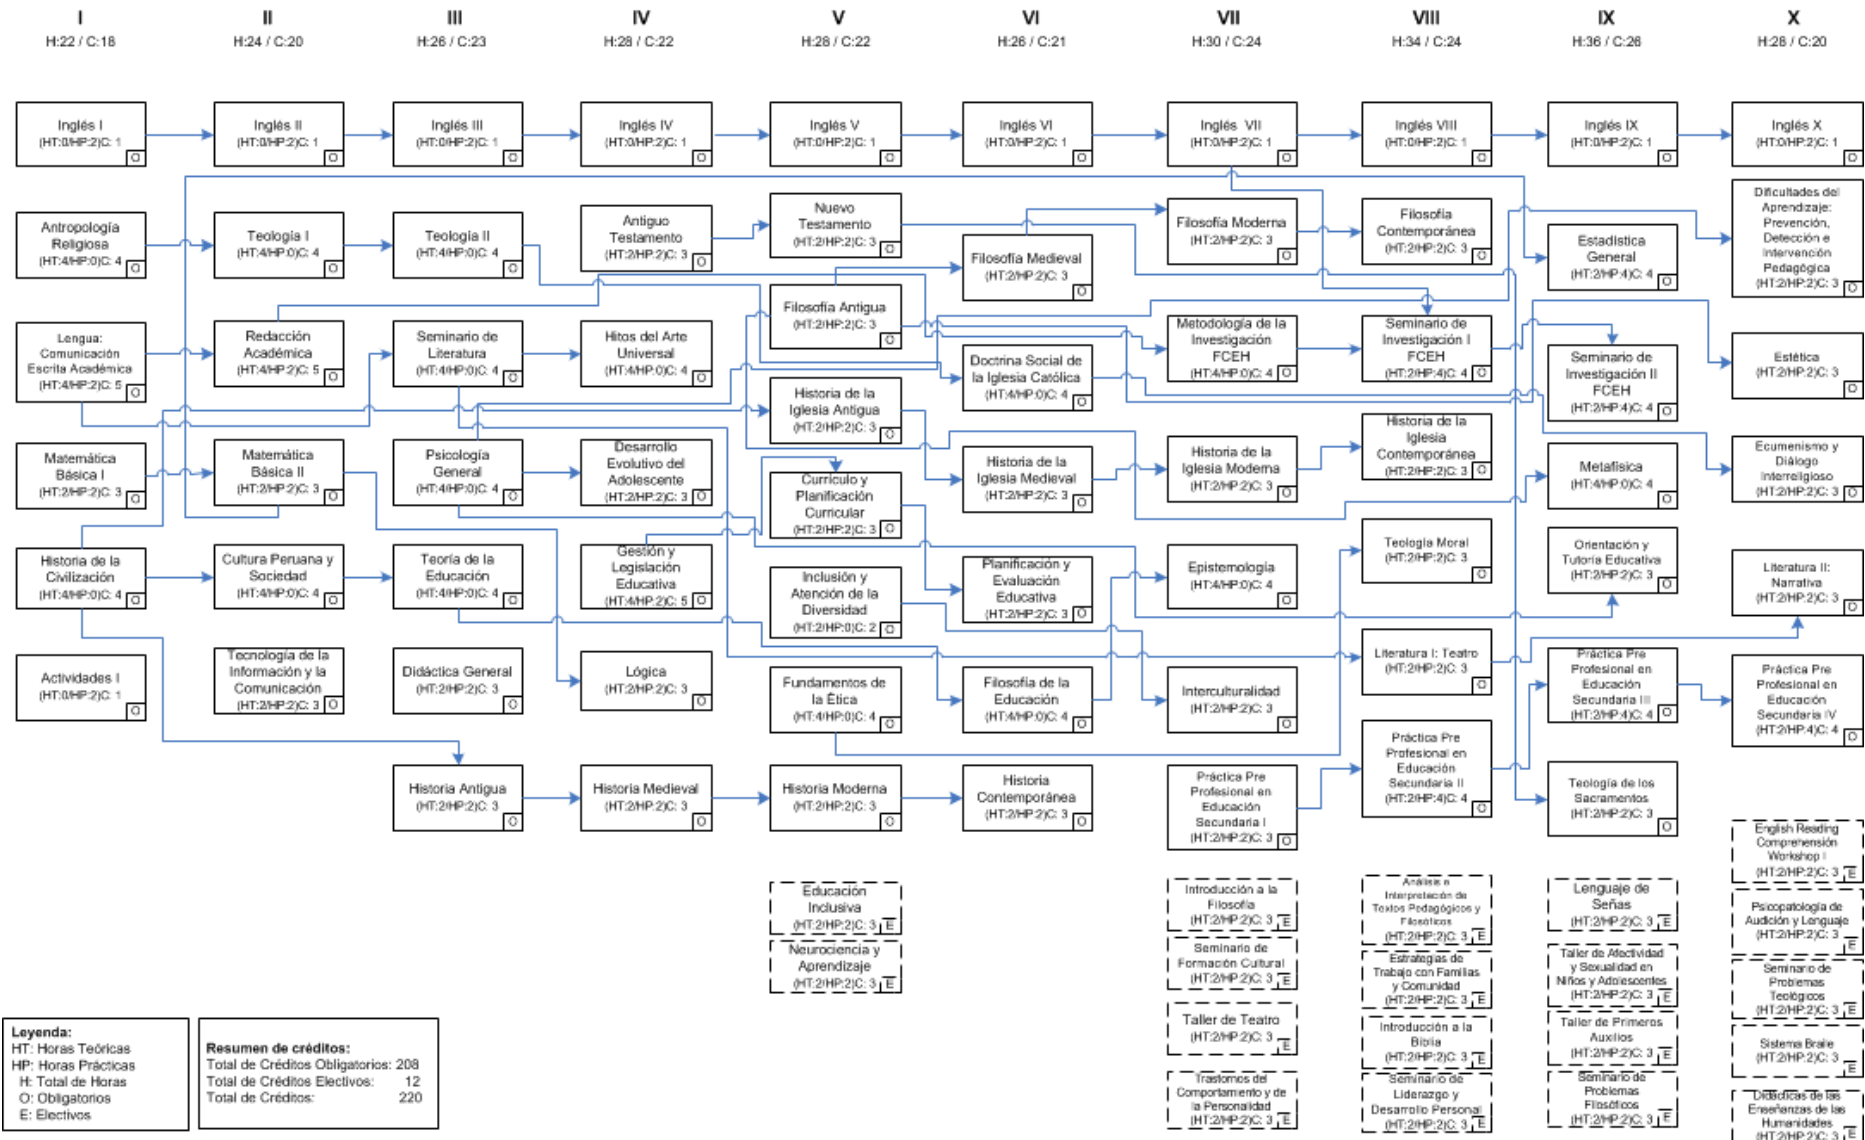 I
H:22 / C:18
II
H:24 / C:20
III
H:26 / C:23
IV
H:28 / C:22
V
H:28 / C:22
VI
H:26 / C:21
VII
H:30 / C:24
VIII
H:34 / C:24
IX
H:36 / C:26
X
H:28 / C:20
Inglés I
(HT:0/HP:2)C: 1
O
Antropología
Religiosa
(HT:4/HP:0)C: 4
O
Lengua:
Comunicación
Escrita Académica
(HT:4/HP:2)C: 5
O
Matemática
Básica I
(HT:2/HP:2)C: 3
O
Historia de la
Civilización
(HT:4/HP:0)C: 4
O
Actividades I
(HT:0/HP:2)C: 1
O
Inglés II
(HT:0/HP:2)C: 1
O
Teología I
(HT:4/HP:0)C: 4
O
Redacción
Académica
(HT:4/HP:2)C: 5
O
Matemática
Básica II
(HT:2/HP:2)C: 3
O
Cultura Peruana y
Sociedad
(HT:4/HP:0)C: 4
O
Tecnología de la
Información y la
Comunicación
(HT:2/HP:2)C: 3
O
Inglés III
(HT:0/HP:2)C: 1
O
Teología II
(HT:4/HP:0)C: 4
O
Seminario de
Literatura
(HT:4/HP:0)C: 4
O
Psicología
General
(HT:4/HP:0)C: 4
O
Teoría de la
Educación
(HT:4/HP:0)C: 4
O
Didáctica General
(HT:2/HP:2)C: 3
O
Historia Antigua
(HT:2/HP:2)C: 3
O
Inglés IV
(HT:0/HP:2)C: 1
O
Antiguo
Testamento
(HT:2/HP:2)C: 3
O
Hitos del Arte
Universal
(HT:4/HP:0)C: 4
O
Desarrollo
Evolutivo del
Adolescente
(HT:2/HP:2)C: 3
O
Gestión y
Legislación
Educativa
(HT:4/HP:2)C: 5
O
Lógica
(HT:2/HP:2)C: 3
O
Historia Medieval
(HT:2/HP:2)C: 3
O
Inglés V
(HT:0/HP:2)C: 1
O
Nuevo
Testamento
(HT:2/HP:2)C: 3
O
Filosofía Antigua
(HT:2/HP:2)C: 3
O
Historia de la
Iglesia Antigua
(HT:2/HP:2)C: 3
O
Currículo y
Planificación
Curricular
(HT:2/HP:2)C: 3
O
Inclusión y
Atención de la
Diversidad
(HT:2/HP:0)C: 2
O
Fundamentos de
la Ética
(HT:4/HP:0)C: 4
O
Historia Moderna
(HT:2/HP:2)C: 3
O
Educación
Inclusiva
(HT:2/HP:2)C: 3
E
Neurociencia y
Aprendizaje
(HT:2/HP:2)C: 3
E
Inglés VI
(HT:0/HP:2)C: 1
O
Filosofía Medieval
(HT:2/HP:2)C: 3
O
Doctrina Social de
la Iglesia Católica
(HT:4/HP:0)C: 4
O
Historia de la
Iglesia Medieval
(HT:2/HP:2)C: 3
O
Planificación y
Evaluación
Educativa
(HT:2/HP:2)C: 3
O
Filosofía de la
Educación
(HT:4/HP:0)C: 4
O
Historia
Contemporánea
(HT:2/HP:2)C: 3
O
Inglés VII
(HT:0/HP:2)C: 1
O
Filosofía Moderna
(HT:2/HP:2)C: 3
O
Metodología de la
Investigación
FCEH
(HT:4/HP:0)C: 4
O
Historia de la
Iglesia Moderna
(HT:2/HP:2)C: 3
O
Epistemología
(HT:4/HP:0)C: 4
O
Interculturalidad
(HT:2/HP:2)C: 3
O
Práctica Pre
Profesional en
Educación
Secundaria I
(HT:2/HP:2)C: 3
O
Introducción a la
Filosofía
(HT:2/HP:2)C: 3
E
Seminario de
Formación Cultural
(HT:2/HP:2)C: 3
E
Taller de Teatro
(HT:2/HP:2)C: 3
E
Trastornos del
Comportamiento y de
la Personalidad
(HT:2/HP:2)C: 3
E
Inglés VIII
(HT:0/HP:2)C: 1
O
Filosofía
Contemporánea
(HT:2/HP:2)C: 3
O
Seminario de
Investigación I
FCEH
(HT:2/HP:4)C: 4
O
Historia de la
Iglesia
Contemporánea
(HT:2/HP:2)C: 3
O
Teología Moral
(HT:2/HP:2)C: 3
O
Literatura I: Teatro
(HT:2/HP:2)C: 3
O
Práctica Pre
Profesional en
Educación
Secundaria II
(HT:2/HP:4)C: 4
O
Análisis e
Interpretación de
Textos Pedagógicos y
Filosóficos
(HT:2/HP:2)C: 3
E
Estrategias de
Trabajo con Familias
y Comunidad
(HT:2/HP:2)C: 3
E
Introducción a la
Biblia
(HT:2/HP:2)C: 3
E
Seminario de
Liderazgo y
Desarrollo Personal
(HT:2/HP:2)C: 3
E
Inglés IX
(HT:0/HP:2)C: 1
O
Estadística
General
(HT:2/HP:4)C: 4
O
Seminario de
Investigación II
FCEH
(HT:2/HP:4)C: 4
O
Metafísica
(HT:4/HP:0)C: 4
O
Orientación y
Tutoría Educativa
(HT:2/HP:2)C: 3
O
Práctica Pre
Profesional en
Educación
Secundaria III
(HT:2/HP:4)C: 4
O
Teología de los
Sacramentos
(HT:2/HP:2)C: 3
O
Lenguaje de
Señas
(HT:2/HP:2)C: 3
E
Taller de Afectividad
y Sexualidad en
Niños y Adolescentes
(HT:2/HP:2)C: 3
E
Taller de Primeros
Auxilios
(HT:2/HP:2)C: 3
E
Seminario de
Problemas
Filosóficos
(HT:2/HP:2)C: 3
E
Inglés X
(HT:0/HP:2)C: 1
O
Dificultades del
Aprendizaje:
Prevención,
Detección e
Intervención
Pedagógica
(HT:2/HP:2)C: 3
O
Estética
(HT:2/HP:2)C: 3
O
Ecumenismo y
Diálogo
Interreligioso
(HT:2/HP:2)C: 3
O
Literatura II:
Narrativa
(HT:2/HP:2)C: 3
O
Práctica Pre
Profesional en
Educación
Secundaria IV
(HT:2/HP:4)C: 4
O
English Reading
Comprehensión
Workshop I
(HT:2/HP:2)C: 3
E
Psicopatología de
Audición y Lenguaje
(HT:2/HP:2)C: 3
E
Seminario de
Problemas
Teológicos
(HT:2/HP:2)C: 3
E
Sistema Braile
(HT:2/HP:2)C: 3
E
Didácticas de las
Enseñanzas de las
Humanidades
(HT:2/HP:2)C: 3
E
Leyenda:
HT: Horas Teóricas
HP: Horas Prácticas
H: Total de Horas
O: Obligatorios
E: Electivos
Resumen de créditos:
Total de Créditos Obligatorios: 208
Total de Créditos Electivos: 12
Total de Créditos: 220